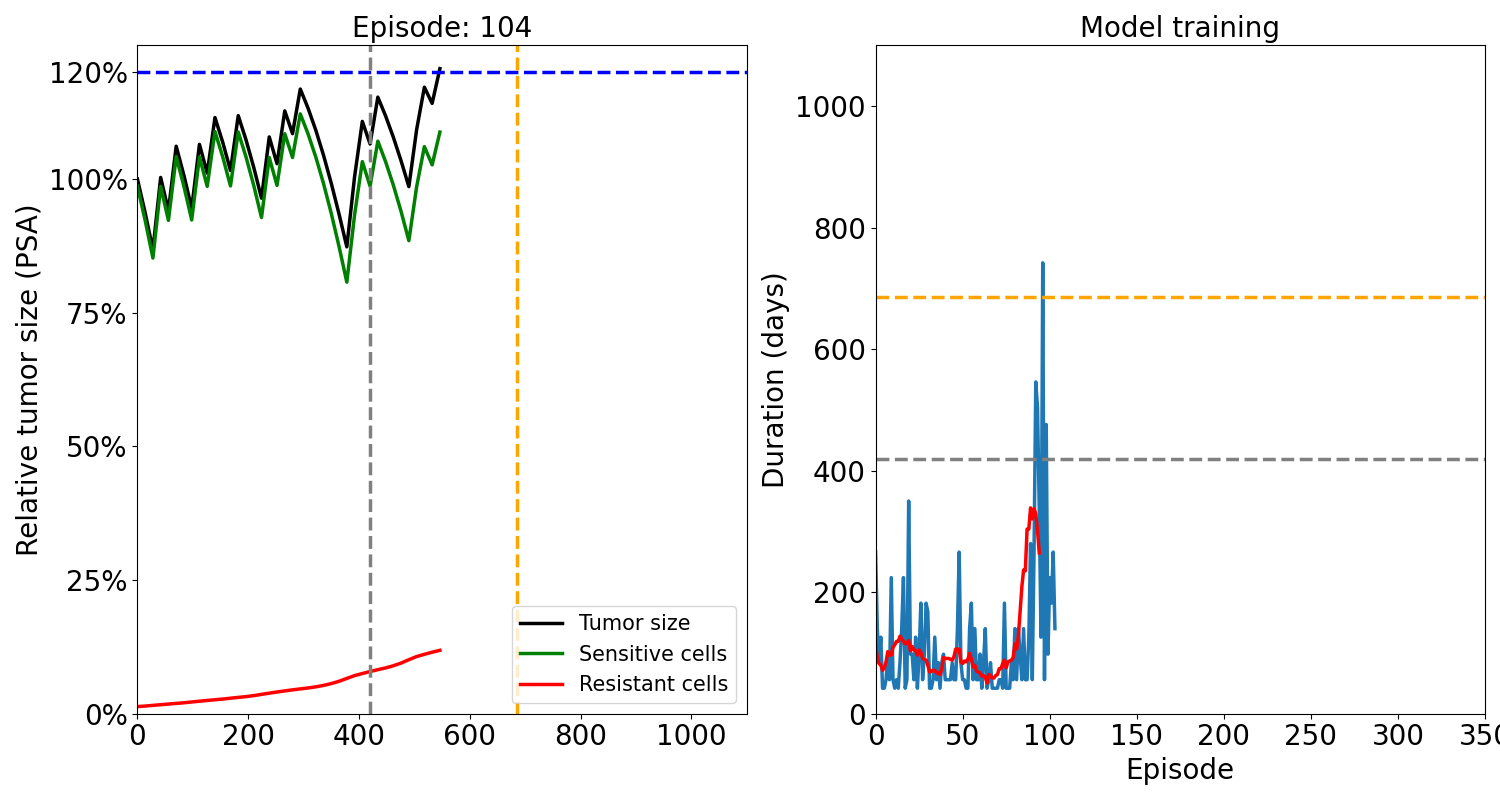 Episode: 104
Relative tumor size (PSA)
120%
100%
75%
50%
25%
0%
0 200 400 600 800 1000
Tumor size
Sensitive cells
Resistant cells
Model training
Duration (days)
1000
800
600
400
200
0
0 50 100 150 200 250 300 350
Episode